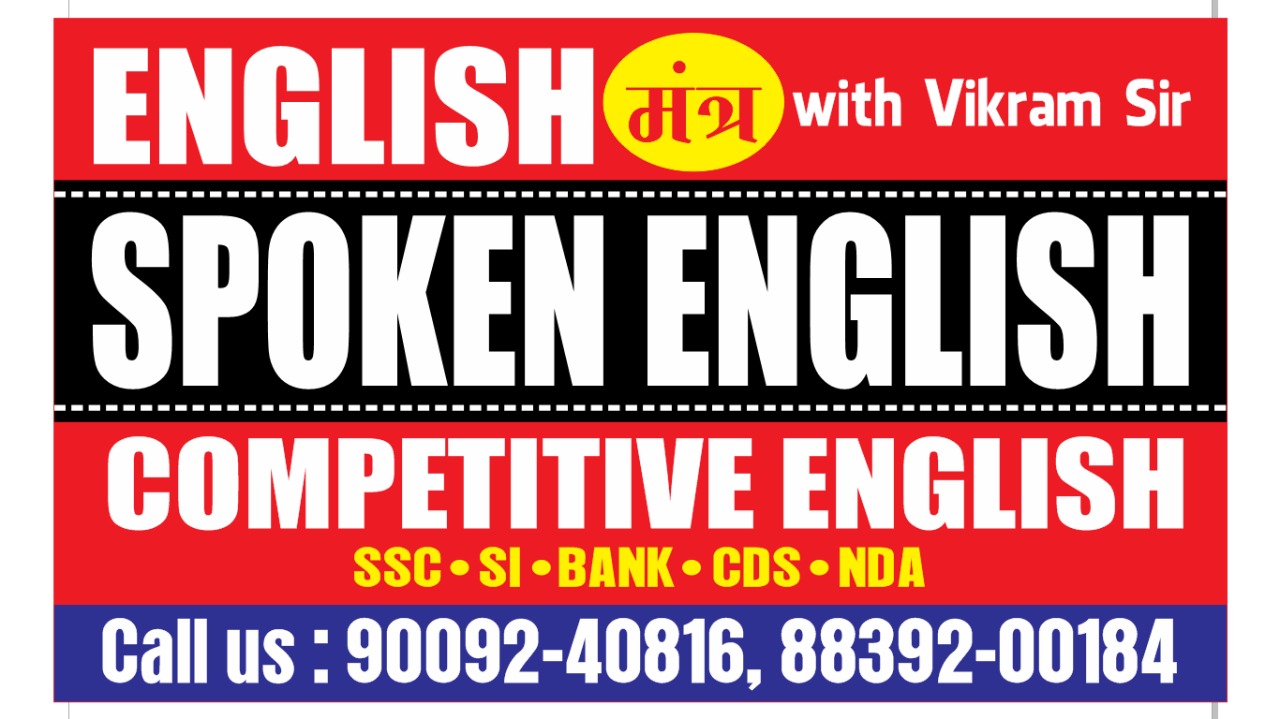 ENGLISH मंत्र with Vikram Sir
SPOKEN ENGLISH
COMPETITIVE ENGLISH
SSC • SI • BANK • CDS • NDA
Call us : 90092-40816, 88392-00184